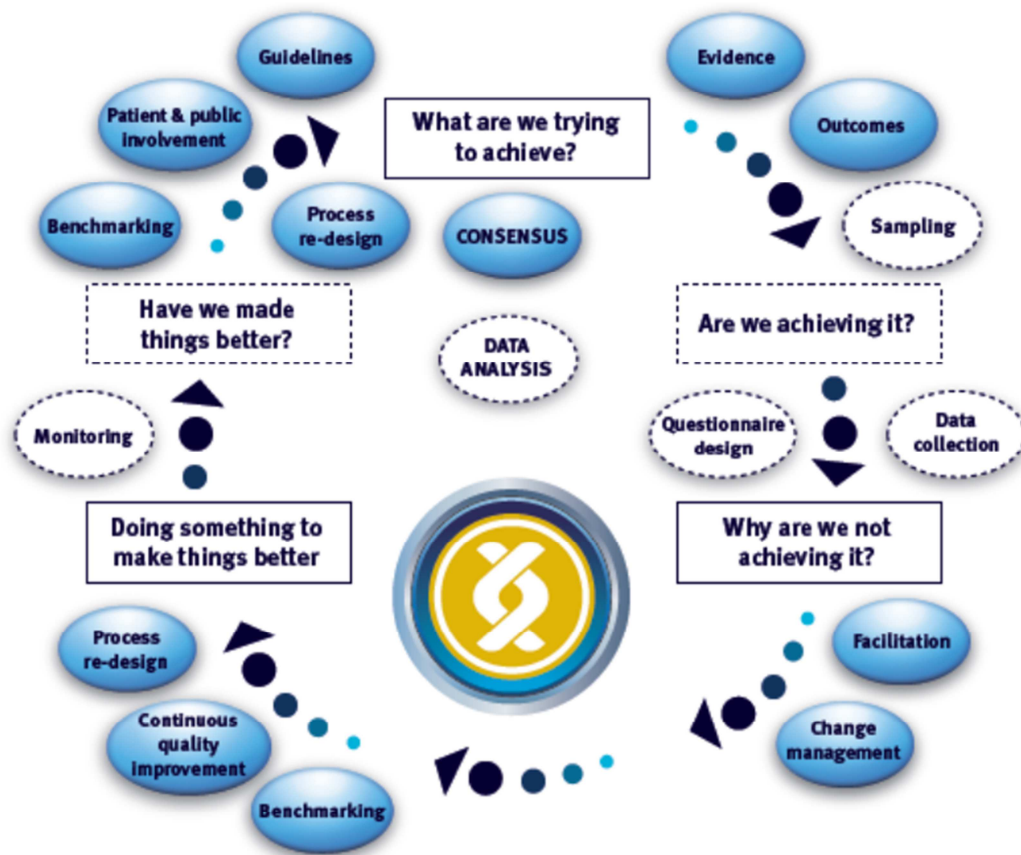 Guidelines
Evidence
Patient & public
involvement
What are we trying
to achieve?
Outcomes
Benchmarking
Process
re-design
CONSENSUS
Sampling
Have we made
things better?
DATA
ANALYSIS
Are we achieving it?
Monitoring
Questionnaire
design
Data
collection
Doing something to
make things better
Why are we not
achieving it?
Process
re-design
Facilitation
Continuous
quality
improvement
Change
management
Benchmarking